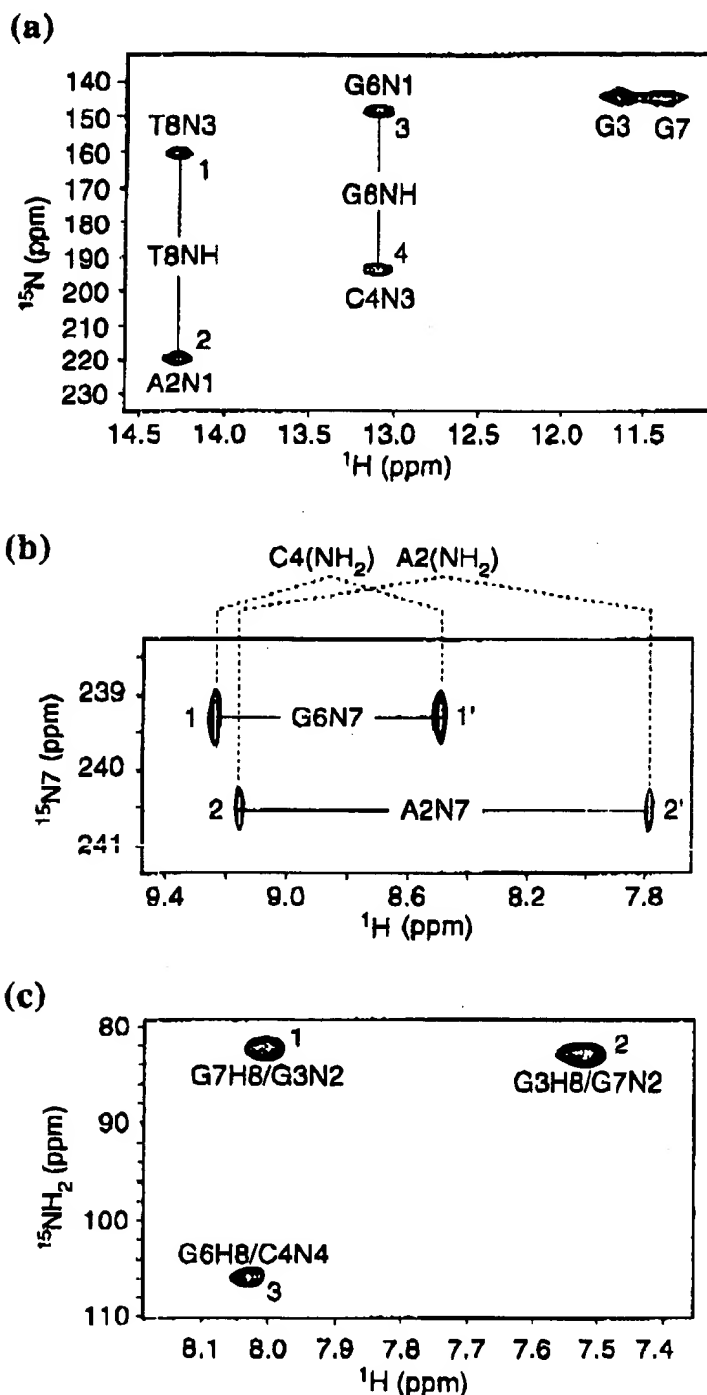 (a)
140
150
160
170
180
190
200
210
220
230
¹⁵N (ppm)
T8N3
1
T8NH
2
A2N1
G6N1
3
G6NH
4
C4N3
G3 G7
14.5 14.0 13.5 13.0 12.5 12.0 11.5
¹H (ppm)
(b)
C4(NH₂) A2(NH₂)
239
240
241
¹⁵N7 (ppm)
1 G6N7 1'
2 A2N7 2'
9.4 9.0 8.6 8.2 7.8
¹H (ppm)
(c)
80
90
100
110
¹⁵NH₂ (ppm)
1
G7H8/G3N2
2
G3H8/G7N2
G6H8/C4N4
3
8.1 8.0 7.9 7.8 7.7 7.6 7.5 7.4
¹H (ppm)